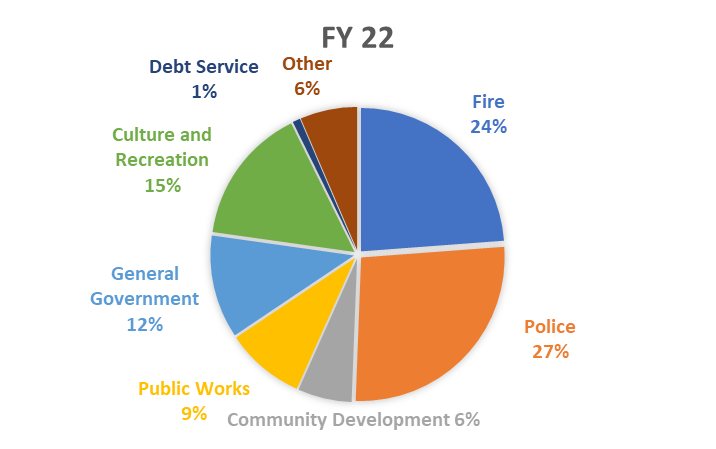 FY 22
Debt Service
1%
Other
6%
Fire
24%
Culture and
Recreation
15%
General
Government
12%
Police
27%
Public Works
9%
Community Development 6%